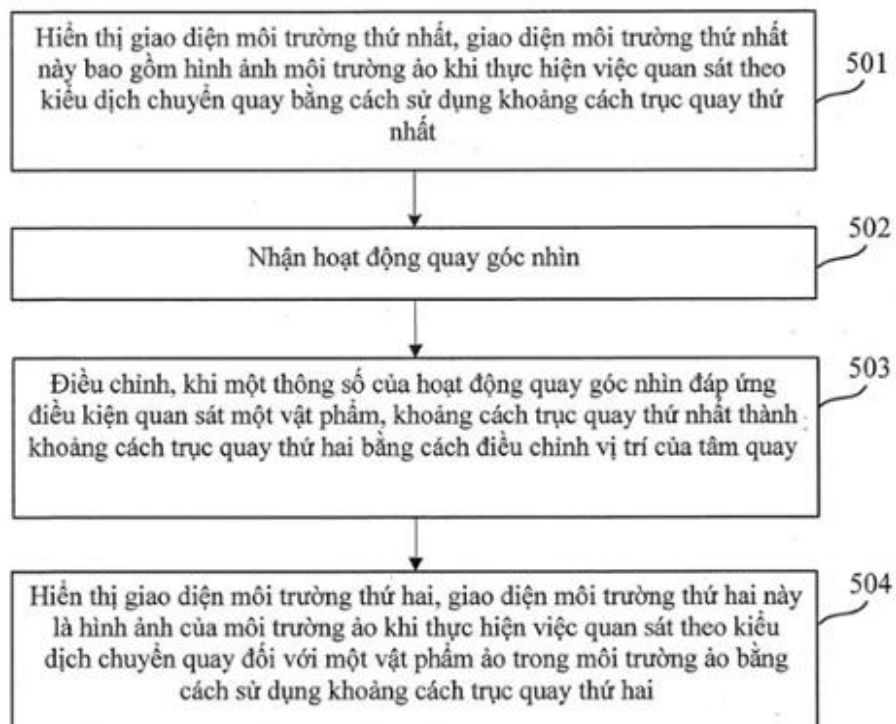 Hiển thị giao diện môi trường thứ nhất, giao diện môi trường thứ nhất
này bao gồm hình ảnh môi trường ảo khi thực hiện việc quan sát theo
kiểu dịch chuyển quay bằng cách sử dụng khoảng cách trục quay thứ
nhất
501
502
Nhận hoạt động quay góc nhìn
503
Điều chỉnh, khi một thông số của hoạt động quay góc nhìn đáp ứng
điều kiện quan sát một vật phẩm, khoảng cách trục quay thứ nhất thành
khoảng cách trục quay thứ hai bằng cách điều chỉnh vị trí của tâm quay
504
Hiển thị giao diện môi trường thứ hai, giao diện môi trường thứ hai này
là hình ảnh của môi trường ảo khi thực hiện việc quan sát theo kiểu
dịch chuyển quay đối với một vật phẩm ảo trong môi trường ảo bằng
cách sử dụng khoảng cách trục quay thứ hai